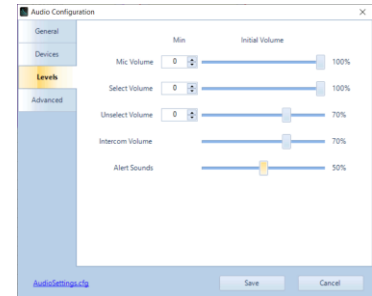 Audio Configuration
General
Devices
Levels
Advanced
Min Initial Volume
Mic Volume 0 100%
Select Volume 0 100%
Unselect Volume 0 70%
Intercom Volume 70%
Alert Sounds 50%
AudioSettings.cfg Save Cancel